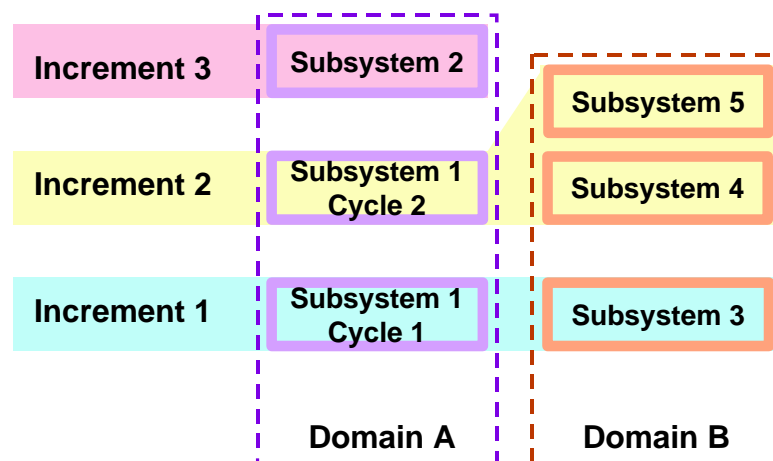 Increment 3
Subsystem 2
Subsystem 5
Increment 2
Subsystem 1
Cycle 2
Subsystem 4
Increment 1
Subsystem 1
Cycle 1
Subsystem 3
Domain A
Domain B